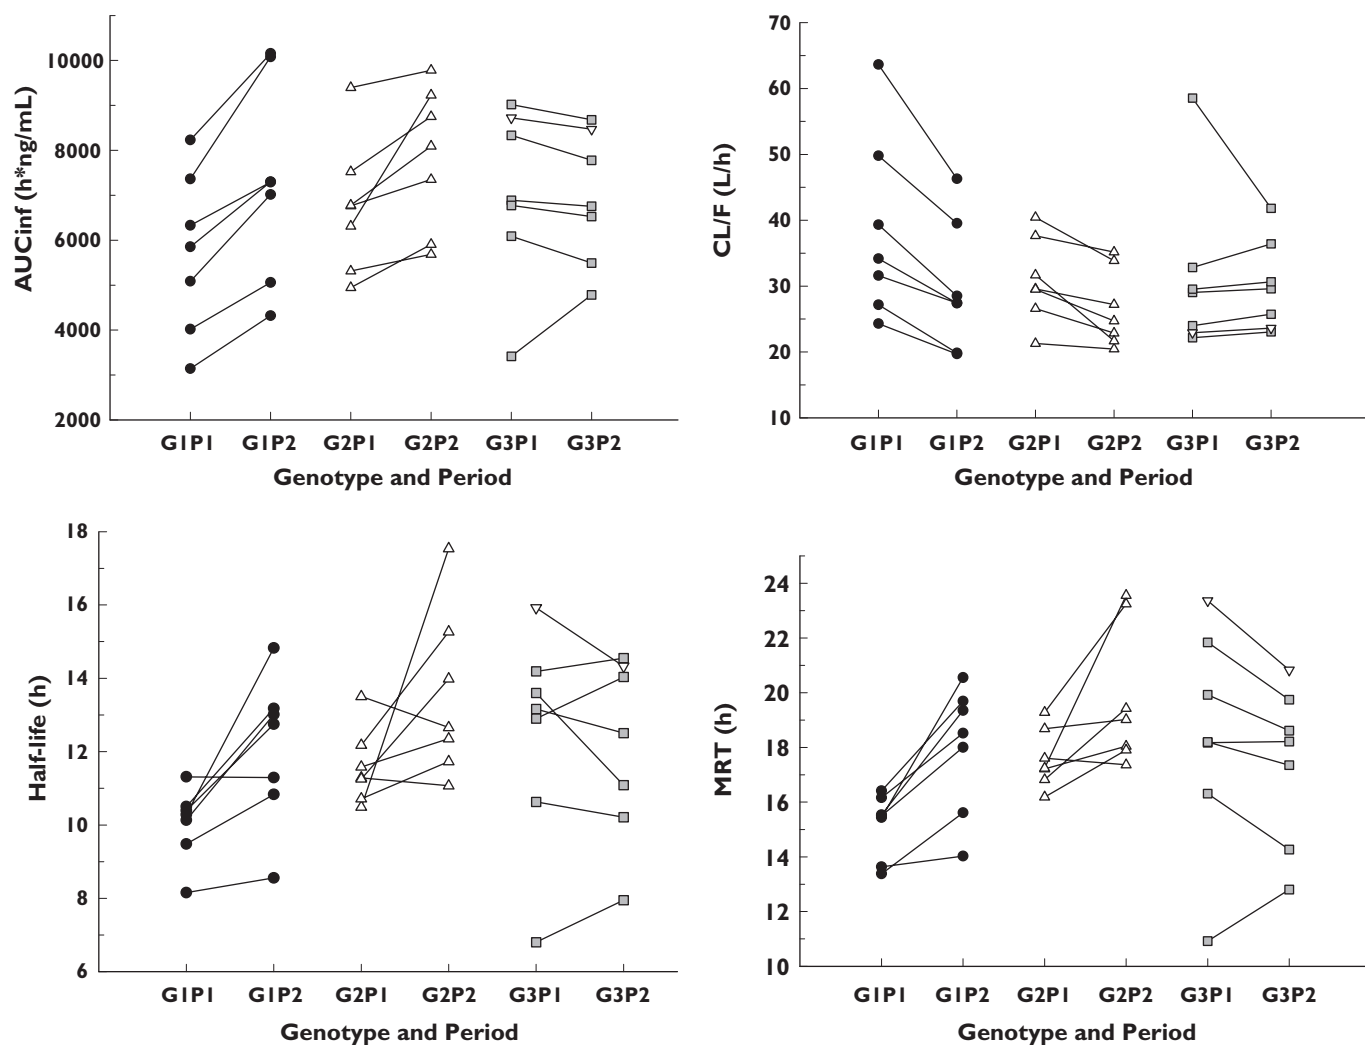 AUCinf (h*ng/mL)
10000
8000
6000
4000
2000
G1P1 G1P2 G2P1 G2P2 G3P1 G3P2
Genotype and Period
CL/F (L/h)
70
60
50
40
30
20
10
G1P1 G1P2 G2P1 G2P2 G3P1 G3P2
Genotype and Period
Half-life (h)
18
16
14
12
10
8
6
G1P1 G1P2 G2P1 G2P2 G3P1 G3P2
Genotype and Period
MRT (h)
24
22
20
18
16
14
12
10
G1P1 G1P2 G2P1 G2P2 G3P1 G3P2
Genotype and Period